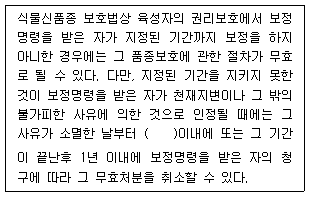 식물신품종 보호법상 육성자의 권리보호에서 보정
명령을 받은 자가 지정된 기간까지 보정을 하지
아니한 경우에는 그 품종보호에 관한 절차가 무효
로 될 수 있다. 다만, 지정된 기간을 지키지 못한
것이 보정명령을 받은 자가 천재지변이나 그 밖의
불가피한 사유에 의한 것으로 인정될 때에는 그
사유가 소멸한 날부터 (    )이내에 또는 그 기간
이 끝난후 1년 이내에 보정명령을 받은 자의 청
구에 따라 그 무효처분을 취소할 수 있다.